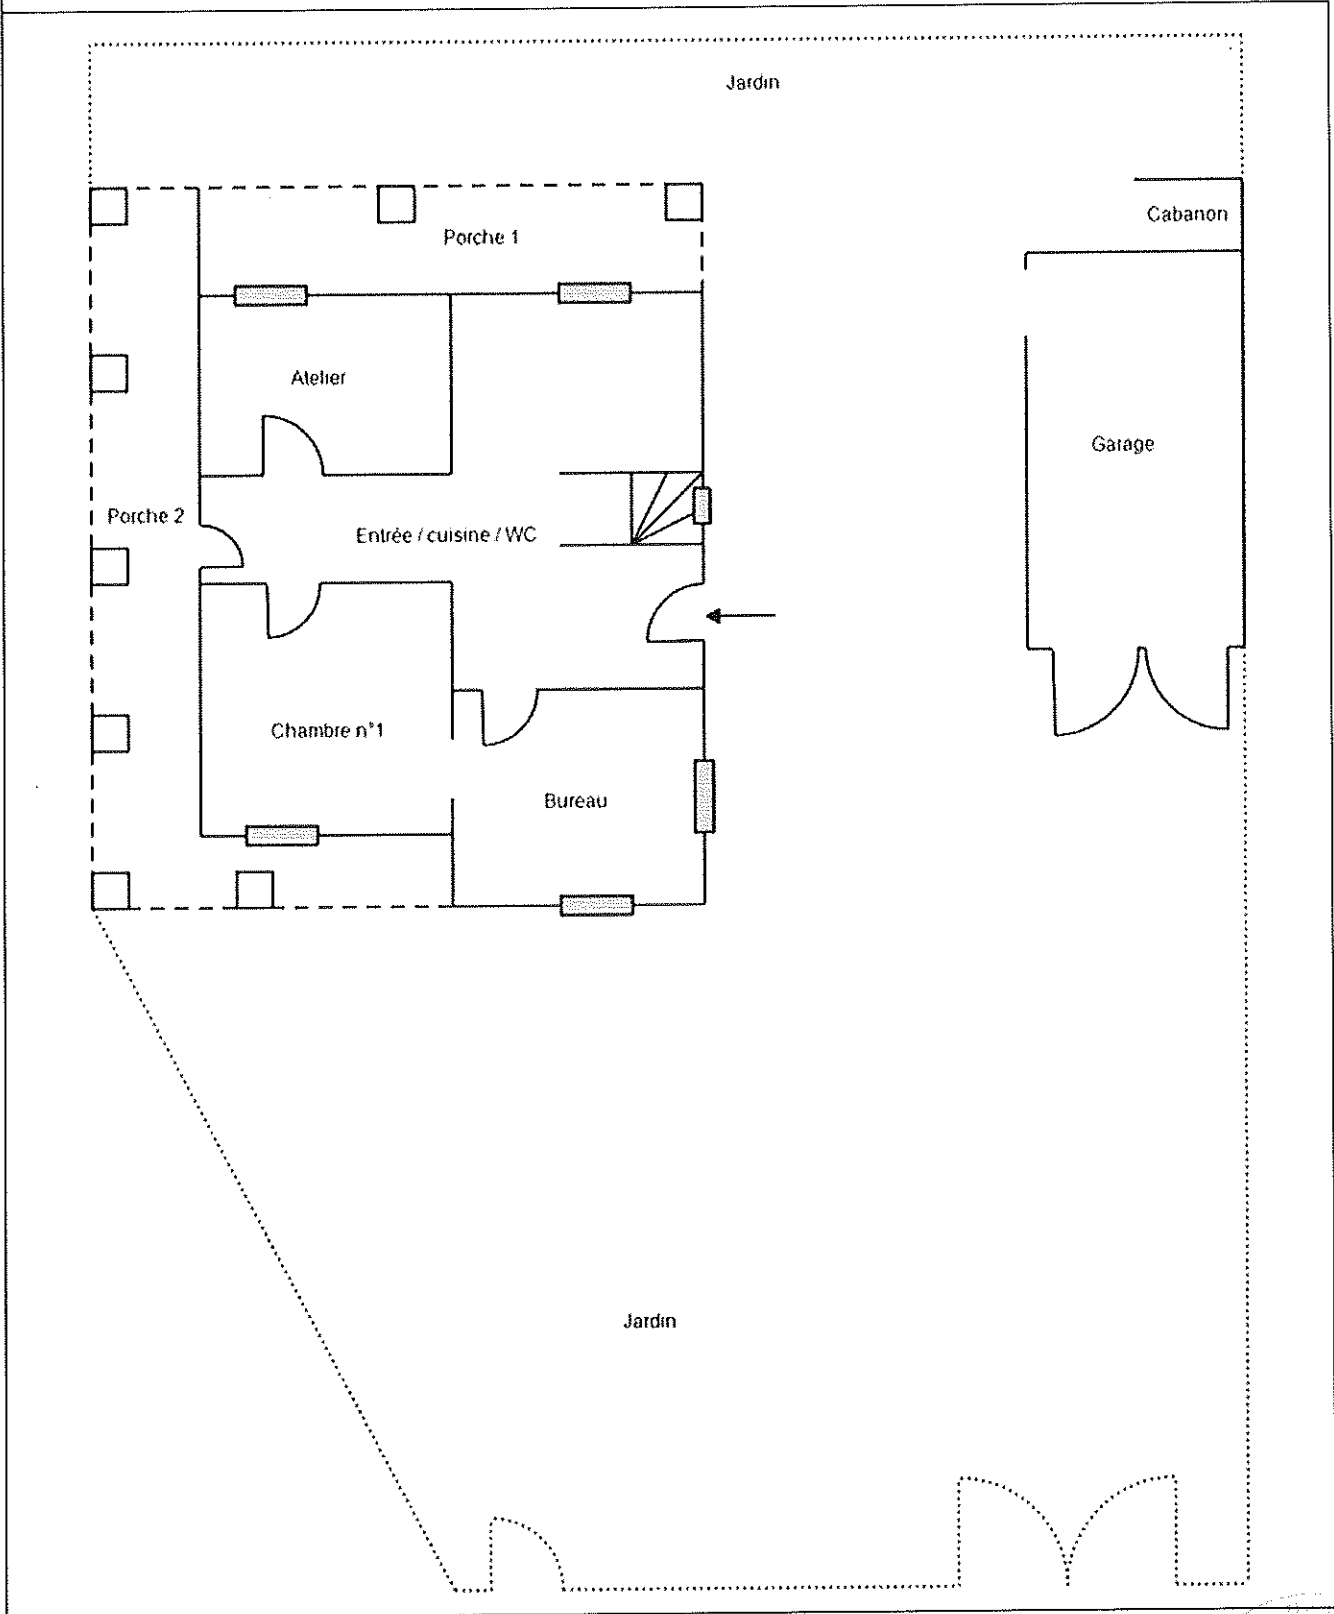 Jardin
Cabanon
Porche 1
Atelier
Garage
Porche 2
Entrée / cuisine / WC
Chambre n°1
Bureau
Jardin